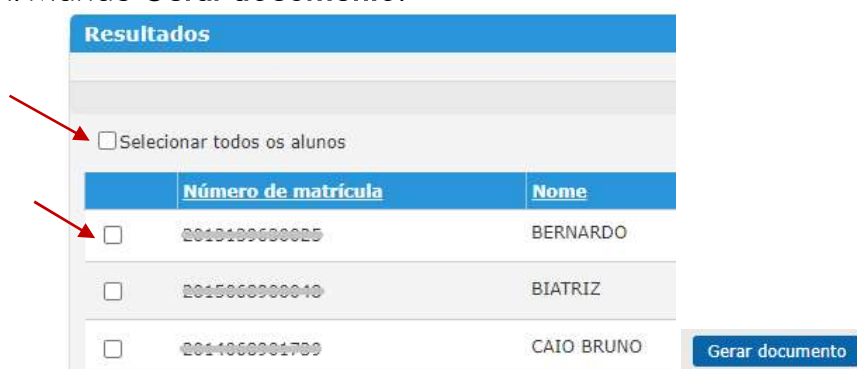 Resultados
Selecionar todos os alunos
Número de matrícula Nome
BERNARDO
BIATRIZ
CAIO BRUNO
Gerar documento